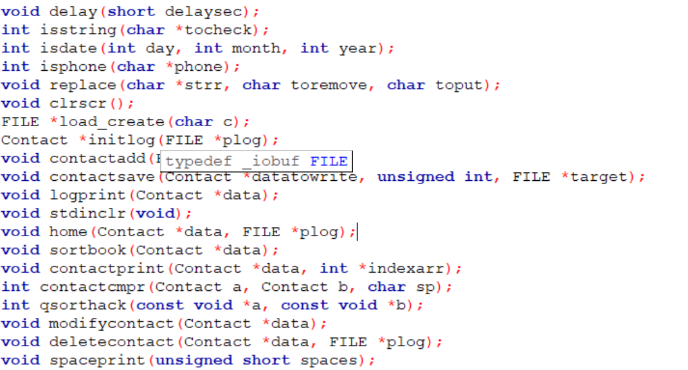 void delay(short delaysec);
int isstring(char *tocheck);
int isdate(int day, int month, int year);
int isphone(char *phone);
void replace(char *strr, char toremove, char toput);
void clrscr();
FILE *load_create(char c);
Contact *initlog(FILE *plog);
void contactadd(
typedef _iobuf FILE
void contactsave(Contact *datatowrite, unsigned int, FILE *target);
void logprint(Contact *data);
void stdinclr(void);
void home(Contact *data, FILE *plog);
void sortbook(Contact *data);
void contactprint(Contact *data, int *indexarr);
int contactcmpr(Contact a, Contact b, char sp);
int qsorthack(const void *a, const void *b);
void modifycontact(Contact *data);
void deletecontact(Contact *data, FILE *plog);
void spaceprint(unsigned short spaces);